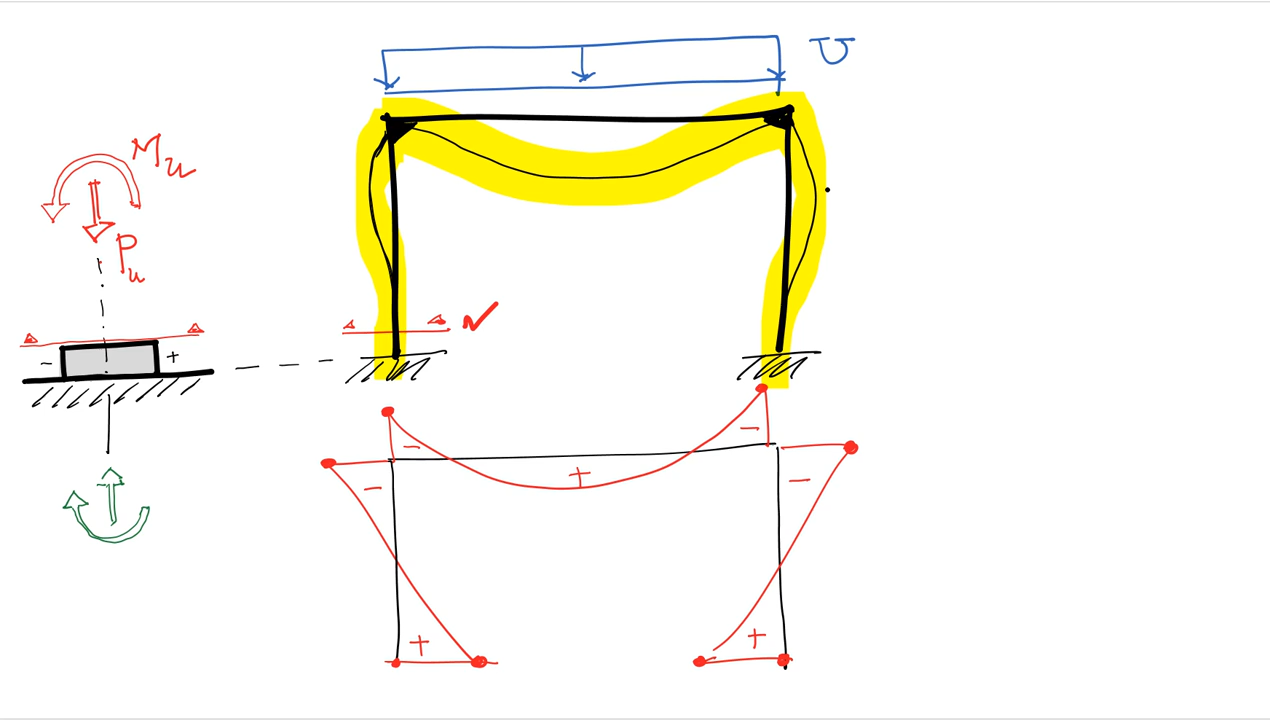 U
Mu
Pu
- +
- - +
- -
+ +